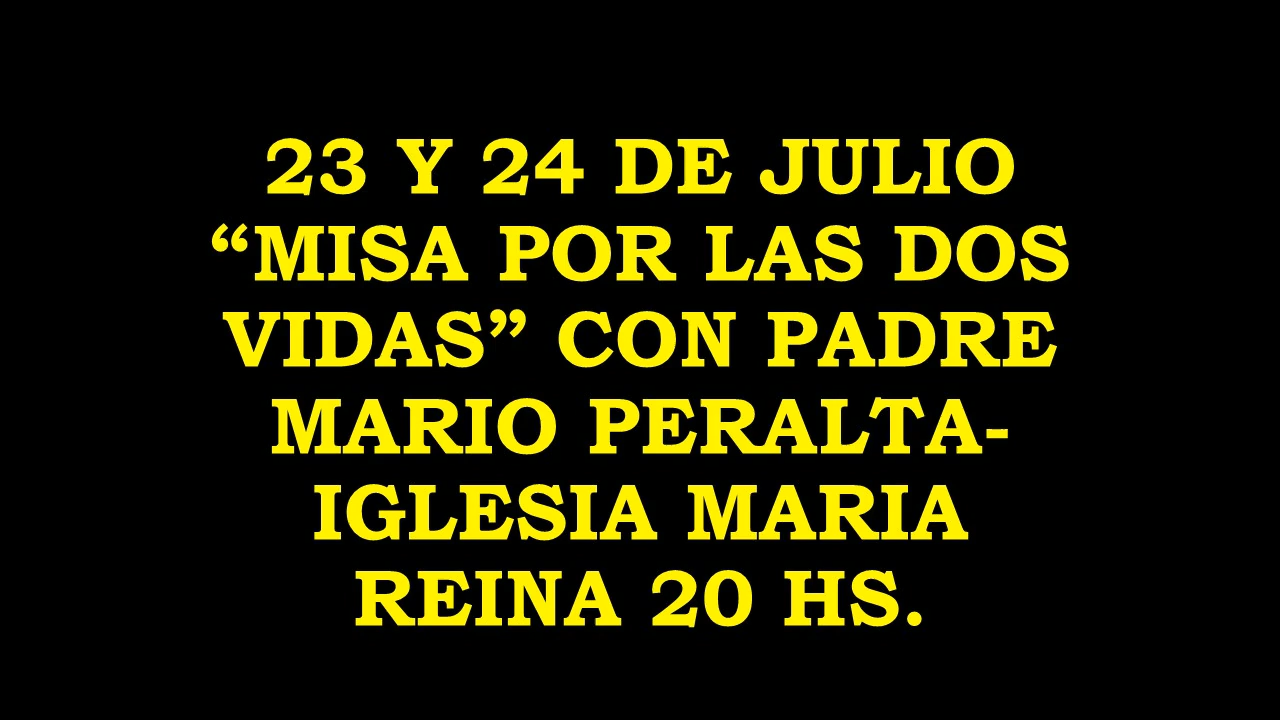 23 Y 24 DE JULIO
“MISA POR LAS DOS
VIDAS” CON PADRE
MARIO PERALTA-
IGLESIA MARIA
REINA 20 HS.